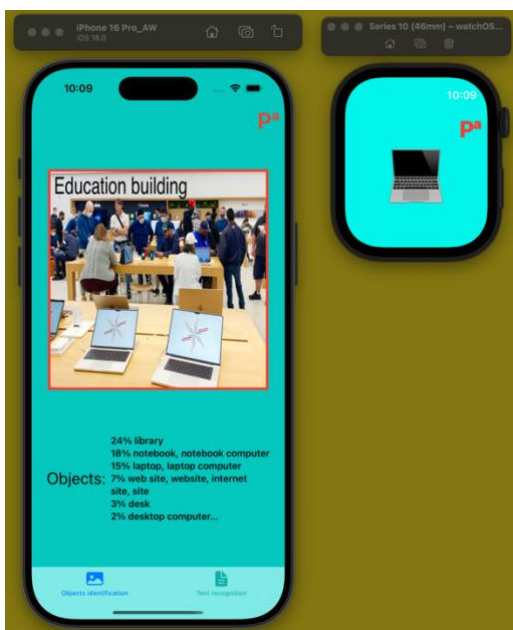 iPhone 16 Pro_AW
iOS 18.0
10:09
Pª
Education building
Objects:
24% library
18% notebook, notebook computer
15% laptop, laptop computer
7% web site, website, internet
site, site
3% desk
2% desktop computer...
Objects identification
Text recognition
Series 10 (46mm) – watchOS...
10:09
Pª